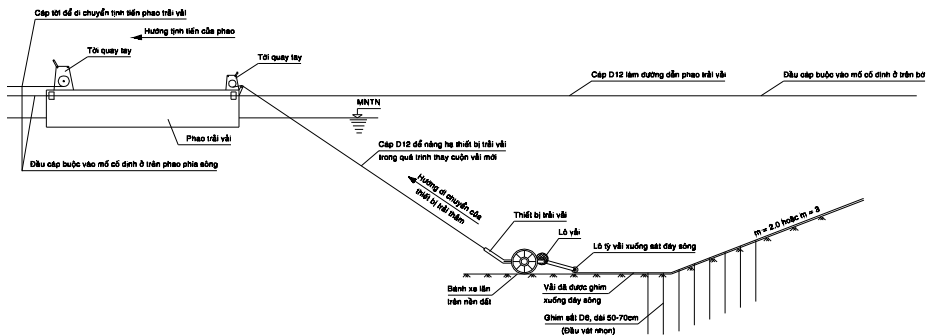 Cáp tời để di chuyển tịnh tiến phao trải vải
Hướng tịnh tiến của phao
Tời quay tay
Tời quay tay
Cáp D12 làm đường dẫn phao trải vải
Đầu cáp buộc vào mố cố định ở trên bờ
MNTN
Phao trải vải
Đầu cáp buộc vào mố cố định ở trên phao phía sông
Cáp D12 để nâng hạ thiết bị trải vải
trong quá trình thay cuộn vải mới
Hướng di chuyển của
thiết bị trải thảm
Thiết bị trải vải
Lô vải
Lô tỳ vải xuống sát đáy sông
m = 2.0 hoặc m = 3
Bánh xe lăn
trên nền đất
Vải đã được ghim
xuống đáy sông
Ghim sắt D6, dài 50-70cm
(Đầu vát nhọn)